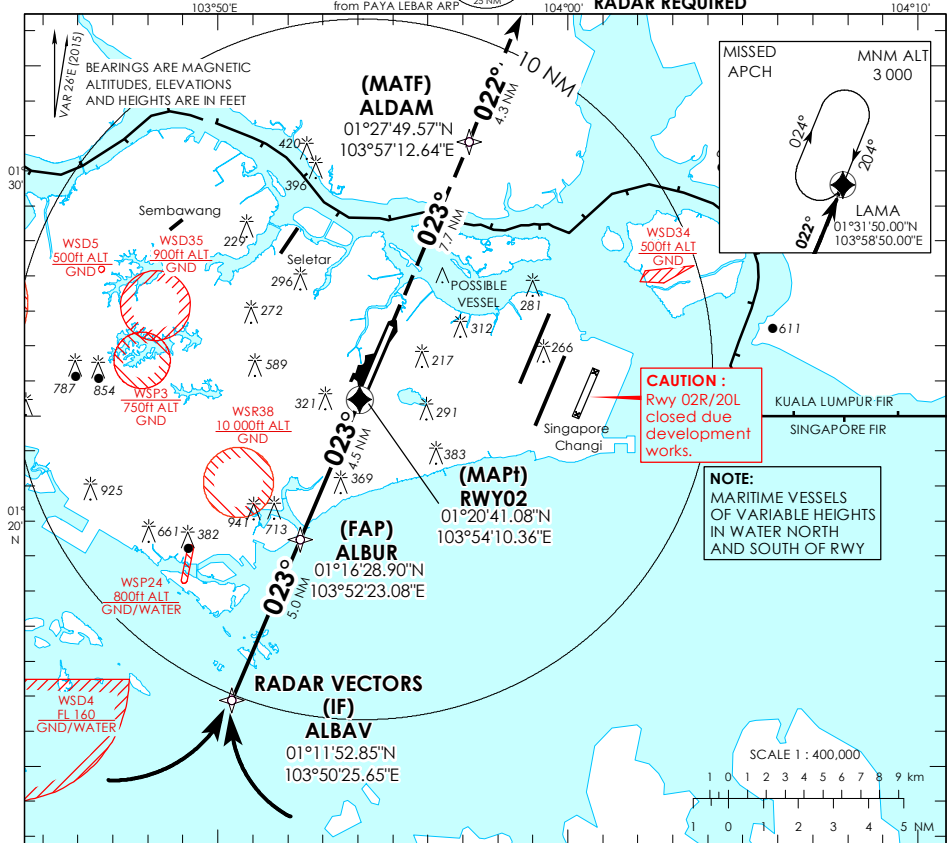 103°50'E
from PAYA LEBAR ARP
25 NM
104°00'
RADAR REQUIRED
104°10'
VAR 26'E (2015)
BEARINGS ARE MAGNETIC
ALTITUDES, ELEVATIONS
AND HEIGHTS ARE IN FEET
10 NM
022°
4.3 NM
(MATF)
ALDAM
01°27'49.57"N
103°57'12.64"E
MISSED
APCH
MNM ALT
3 000
024°
204°
022°
LAMA
01°31'50.00"N
103°58'50.00"E
01°
30'
420
396
Sembawang
229
Seletar
296
023°
7.7 NM
WSD5
500ft ALT
GND
WSD35
900ft ALT
GND
WSD34
500ft ALT
GND
POSSIBLE
VESSEL
281
272
312
611
217
266
589
787
854
WSP3
750ft ALT
GND
321
291
CAUTION :
Rwy 02R/20L
closed due
development
works.
KUALA LUMPUR FIR
SINGAPORE FIR
WSR38
10 000ft ALT
GND
023°
4.5 NM
Singapore
Changi
383
369
925
941
713
(MAPt)
RWY02
01°20'41.08"N
103°54'10.36"E
NOTE:
MARITIME VESSELS
OF VARIABLE HEIGHTS
IN WATER NORTH
AND SOUTH OF RWY
01°
20'
N
661
382
(FAP)
ALBUR
01°16'28.90"N
103°52'23.08"E
WSP24
800ft ALT
GND/WATER
023°
5.0 NM
WSD4
FL 160
GND/WATER
RADAR VECTORS
(IF)
ALBAV
01°11'52.85"N
103°50'25.65"E
SCALE 1 : 400,000
1 0 1 2 3 4 5 6 7 8 9 km
1 0 1 2 3 4 5 NM